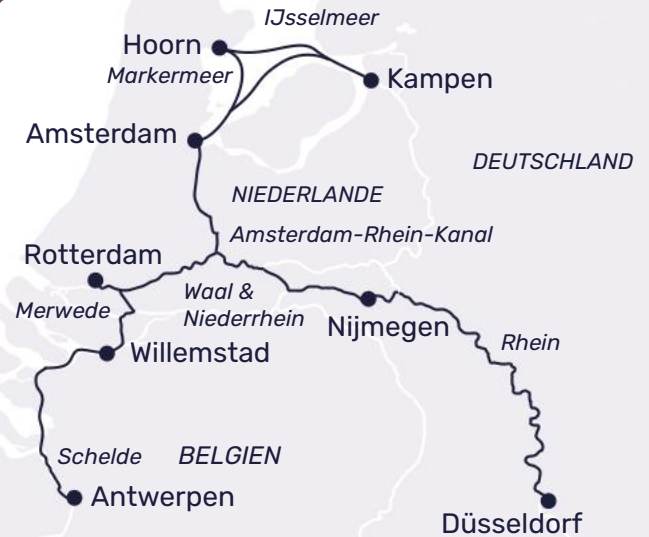 IJsselmeer
Hoorn
Markermeer
Kampen
Amsterdam
DEUTSCHLAND
NIEDERLANDE
Amsterdam-Rhein-Kanal
Rotterdam
Waal &
Niederrhein
Merwede
Nijmegen
Rhein
Willemstad
Schelde
BELGIEN
Antwerpen
Düsseldorf